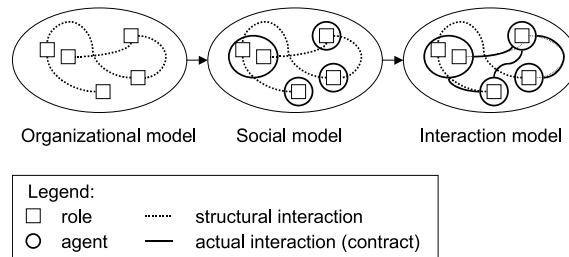 Organizational model Social model Interaction model
Legend:
role structural interaction
agent actual interaction (contract)